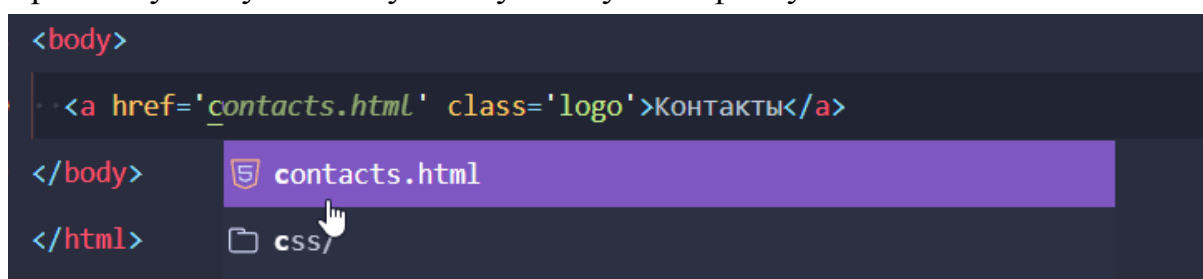 <body>
<a href='contacts.html' class='logo'>Контакты</a>
</body>
contacts.html
</html>
css/